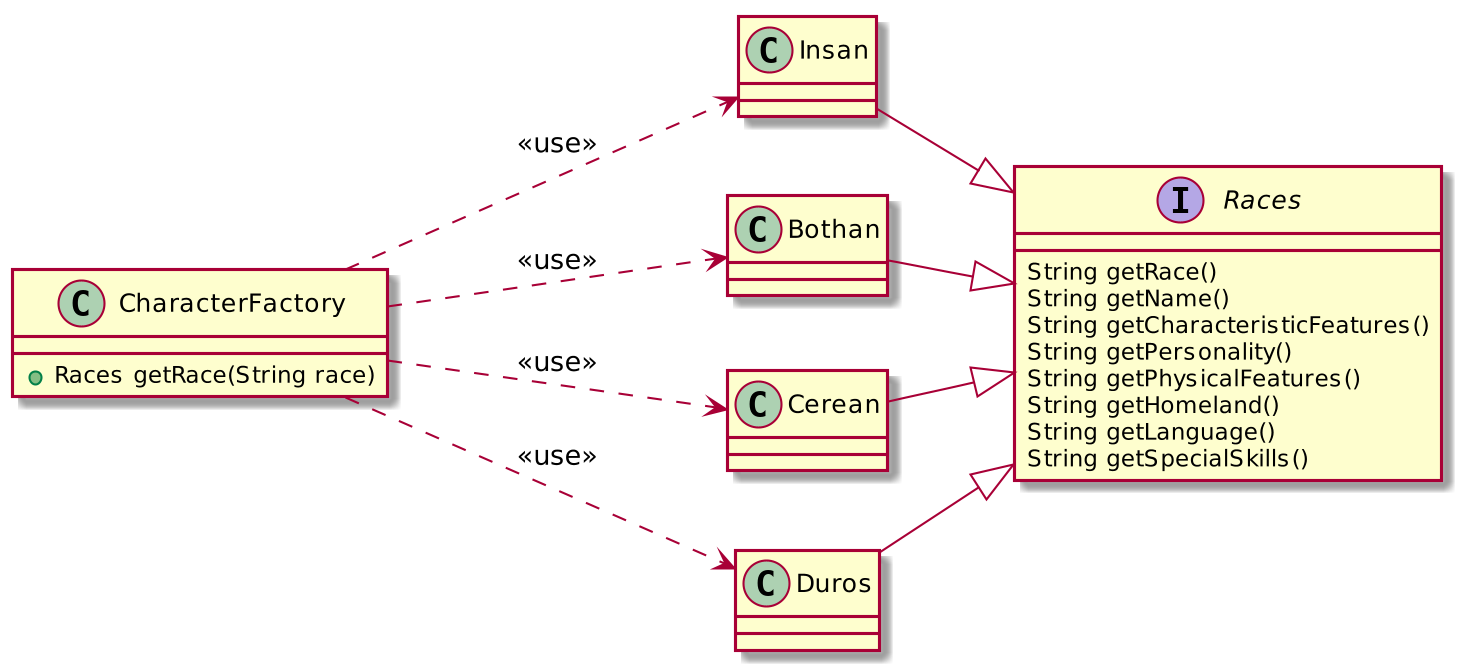 C Insan
«use»
I Races
C Bothan
«use»
C CharacterFactory
String getRace()
String getName()
String getCharacteristicFeatures()
String getPersonality()
String getPhysicalFeatures()
String getHomeland()
String getLanguage()
String getSpecialSkills()
Races getRace(String race)
«use»
C Cerean
«use»
C Duros